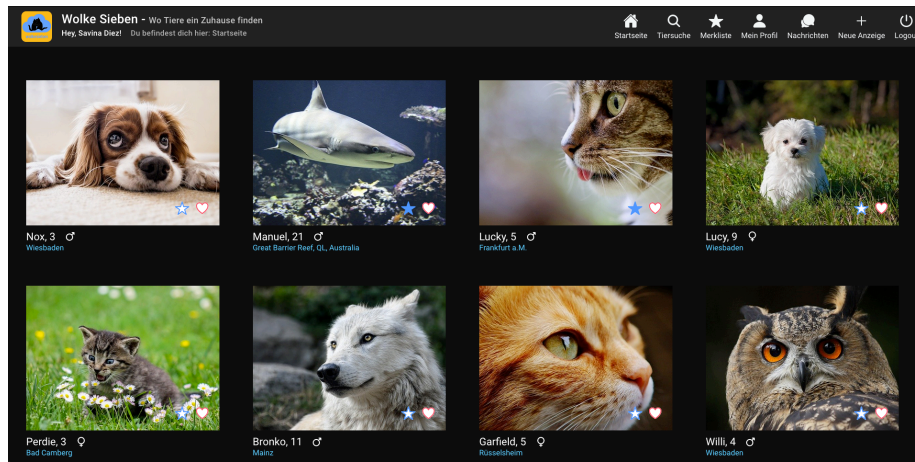 Wolke Sieben - Wo Tiere ein Zuhause finden
Hey, Savina Diez! Du befindest dich hier: Startseite
Startseite Tiersuche Merkliste Mein Profil Nachrichten Neue Anzeige Logou
Nox, 3 ♂
Wiesbaden
Manuel, 21 ♂
Great Barrier Reef, QL, Australia
Lucky, 5 ♂
Frankfurt a.M.
Lucy, 9 ♀
Wiesbaden
Perdie, 3 ♀
Bad Camberg
Bronko, 11 ♂
Mainz
Garfield, 5 ♀
Rüsselsheim
Willi, 4 ♂
Wiesbaden